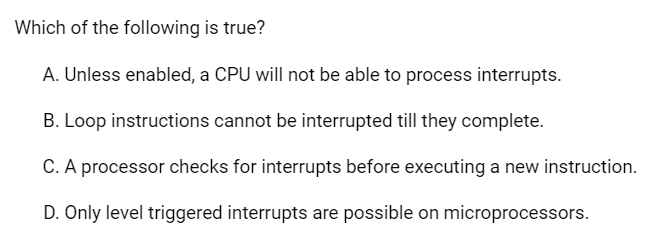 Which of the following is true?
A. Unless enabled, a CPU will not be able to process interrupts.
B. Loop instructions cannot be interrupted till they complete.
C. A processor checks for interrupts before executing a new instruction.
D. Only level triggered interrupts are possible on microprocessors.